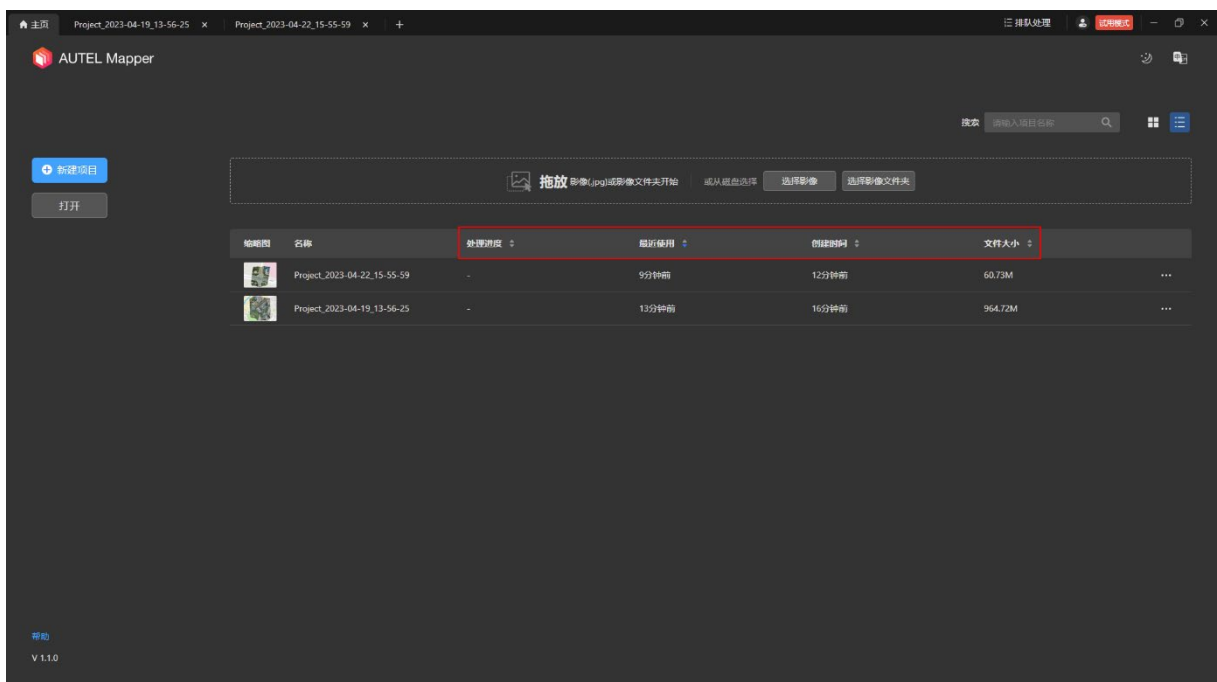 主页 Project_2023-04-19_13-56-25 × Project_2023-04-22_15-55-59 × + 排队处理 试用模式
AUTEL Mapper
搜索 请输入项目名称
新建项目
拖放 影像(.jpg)或影像文件夹开始 或从磁盘选择 选择影像 选择影像文件夹
打开
缩略图 名称 处理进度 最近使用 创建时间 文件大小
Project_2023-04-22_15-55-59 - 9分钟前 12分钟前 60.73M ...
Project_2023-04-19_13-56-25 - 13分钟前 16分钟前 964.72M ...
帮助
V 1.1.0